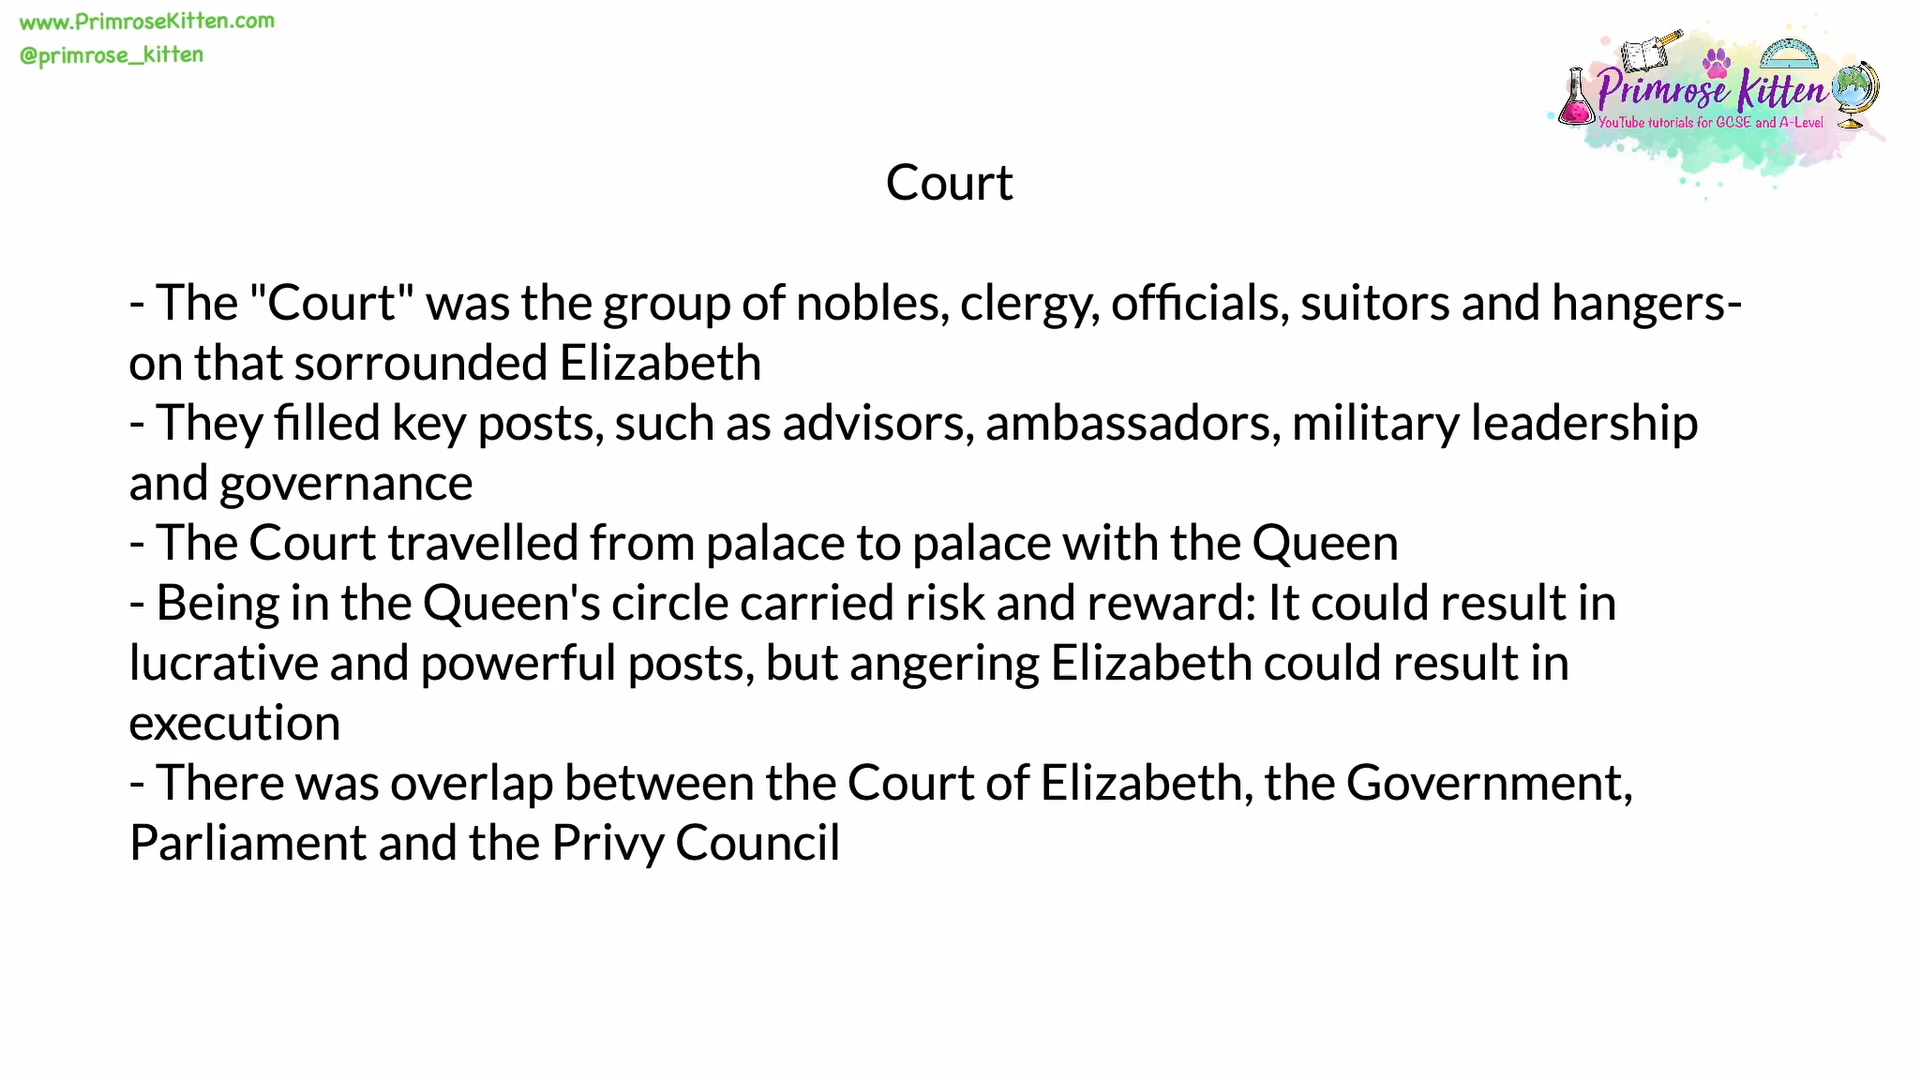 www.PrimroseKitten.com
@primrose_kitten
Primrose Kitten
YouTube tutorials for GCSE and A-Level
Court
- The "Court" was the group of nobles, clergy, officials, suitors and hangers-
on that sorrounded Elizabeth
- They filled key posts, such as advisors, ambassadors, military leadership
and governance
- The Court travelled from palace to palace with the Queen
- Being in the Queen's circle carried risk and reward: It could result in
lucrative and powerful posts, but angering Elizabeth could result in
execution
- There was overlap between the Court of Elizabeth, the Government,
Parliament and the Privy Council